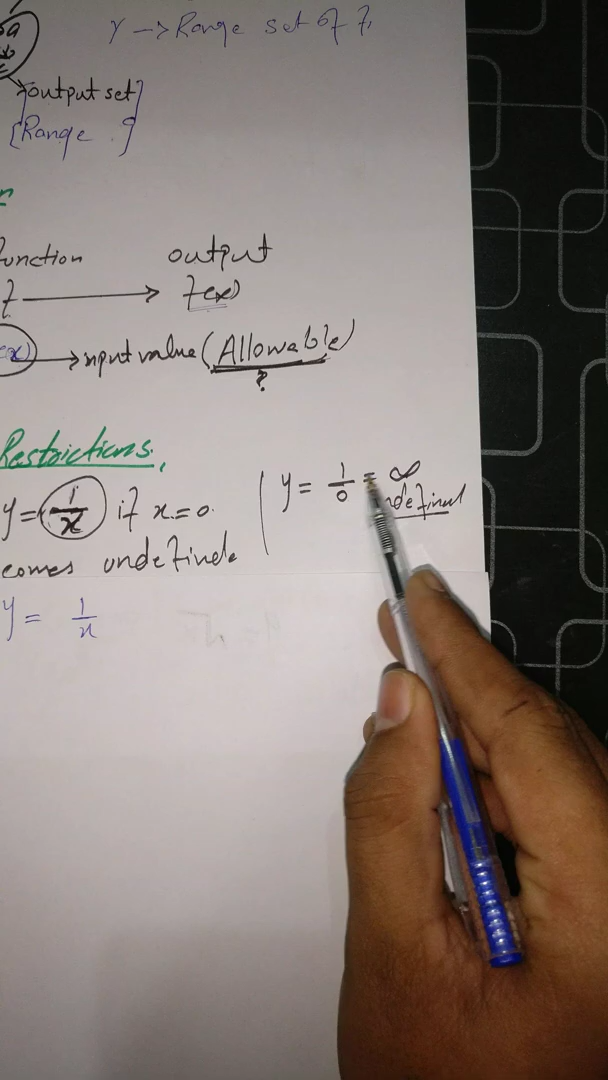 Y → Range set of f,
[output set]
[Range .]
function output
f → f(x)
(x) → input value (Allowable)
?
Restrictions,
y = 1/x if x = 0. | y = 1/0 = ∞
undefined
comes undefinde
y = 1/x